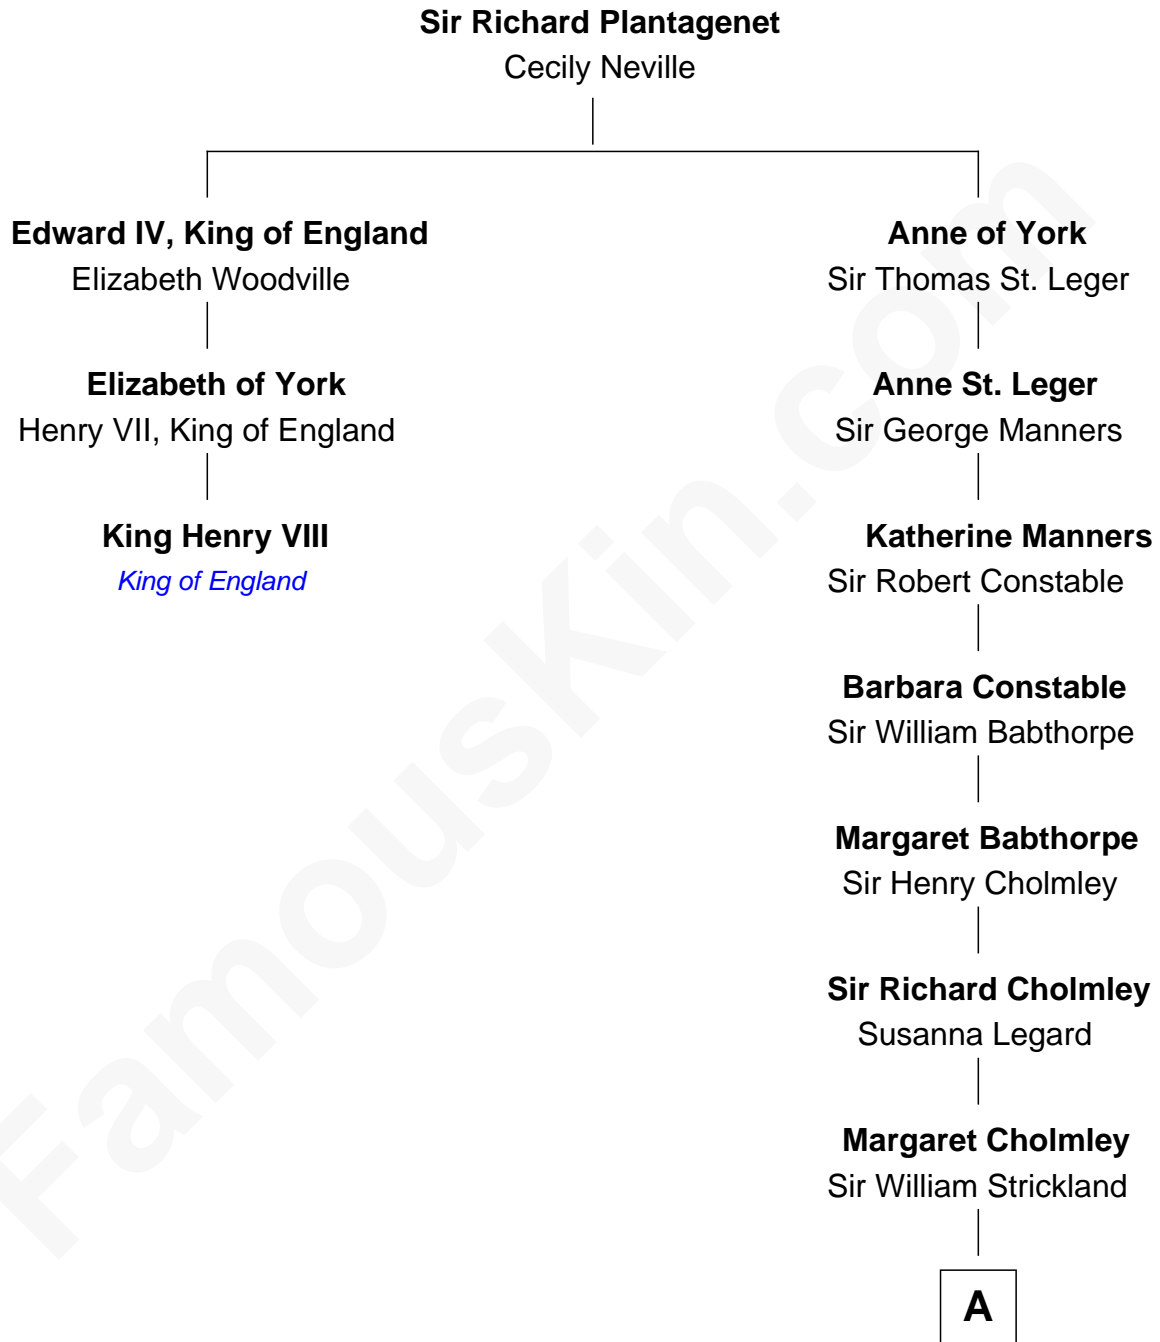 Sir Richard Plantagenet
Cecily Neville
Edward IV, King of England
Elizabeth Woodville
Anne of York
Sir Thomas St. Leger
Elizabeth of York
Henry VII, King of England
Anne St. Leger
Sir George Manners
King Henry VIII
King of England
Katherine Manners
Sir Robert Constable
Barbara Constable
Sir William Babthorpe
Margaret Babthorpe
Sir Henry Cholmley
Sir Richard Cholmley
Susanna Legard
Margaret Cholmley
Sir William Strickland
A
FamousKin.com